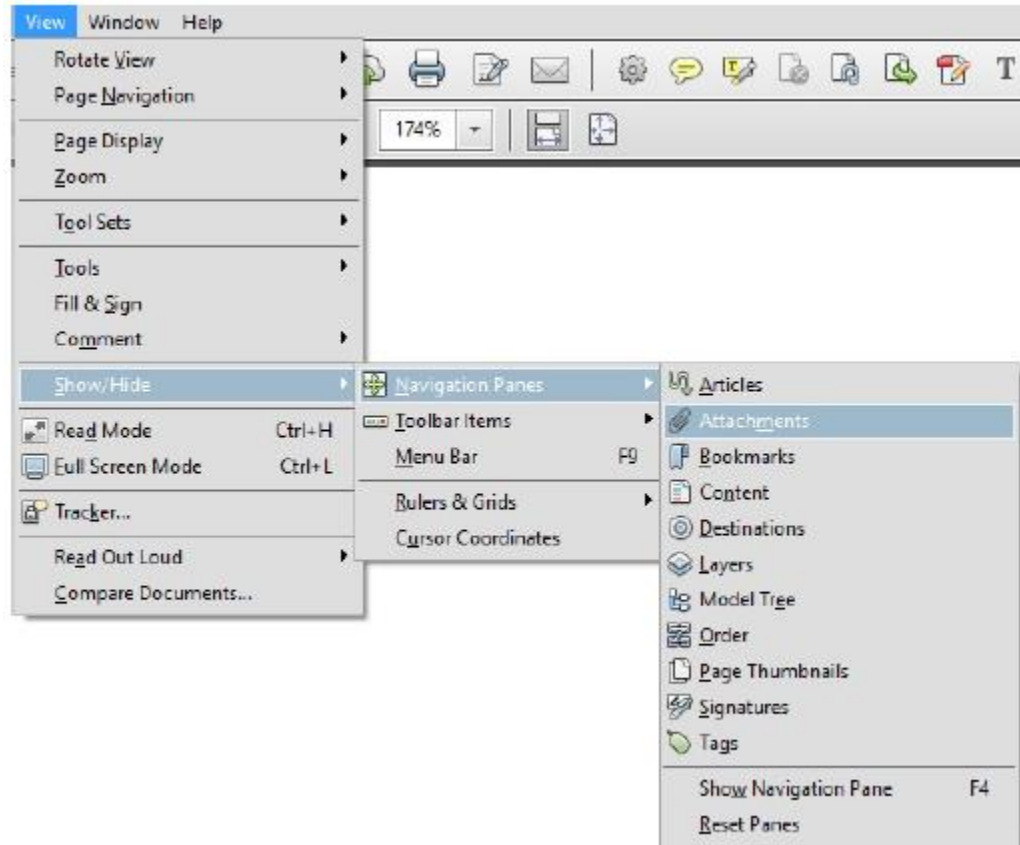 View Window Help
Rotate View
Page Navigation
174%
Page Display
Zoom
Tool Sets
Tools
Fill & Sign
Comment
Show/Hide
Read Mode Ctrl+H
Full Screen Mode Ctrl+L
Tracker...
Read Out Loud
Compare Documents...
Navigation Panes
Toolbar Items
Menu Bar F9
Rulers & Grids
Cursor Coordinates
Articles
Attachments
Bookmarks
Content
Destinations
Layers
Model Tree
Order
Page Thumbnails
Signatures
Tags
Show Navigation Pane F4
Reset Panes